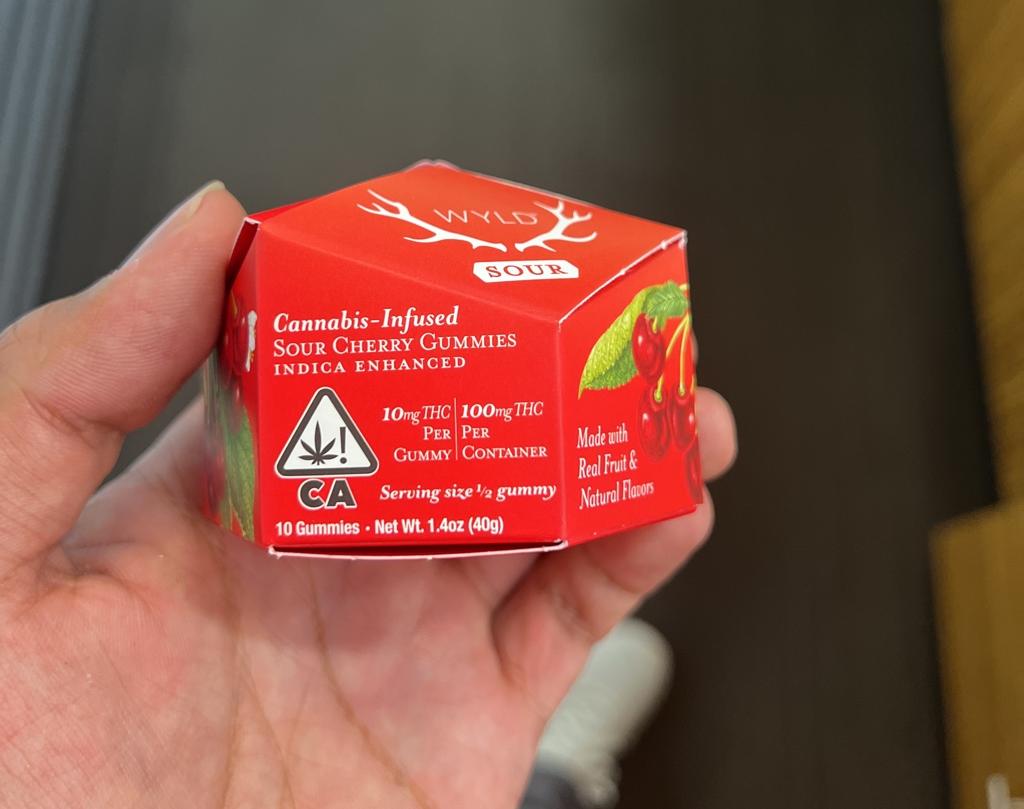 WYLD
SOUR
Cannabis-Infused
SOUR CHERRY GUMMIES
INDICA ENHANCED
10mg THC
PER
GUMMY
100mg THC
PER
CONTAINER
!
CA
Serving size 1/2 gummy
10 Gummies • Net Wt. 1.4oz (40g)
Made with
Real Fruit &
Natural Flavors